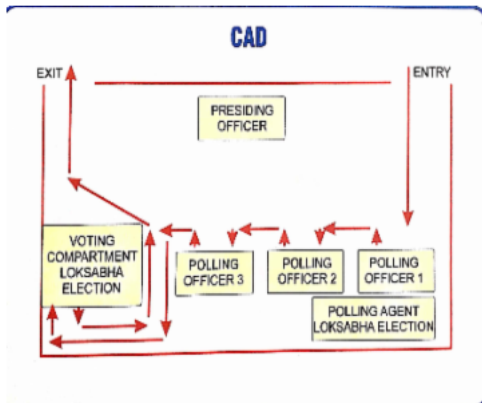 CAD
EXIT
ENTRY
PRESIDING
OFFICER
VOTING
COMPARTMENT
LOKSABHA
ELECTION
POLLING
OFFICER 3
POLLING
OFFICER 2
POLLING
OFFICER 1
POLLING AGENT
LOKSABHA ELECTION